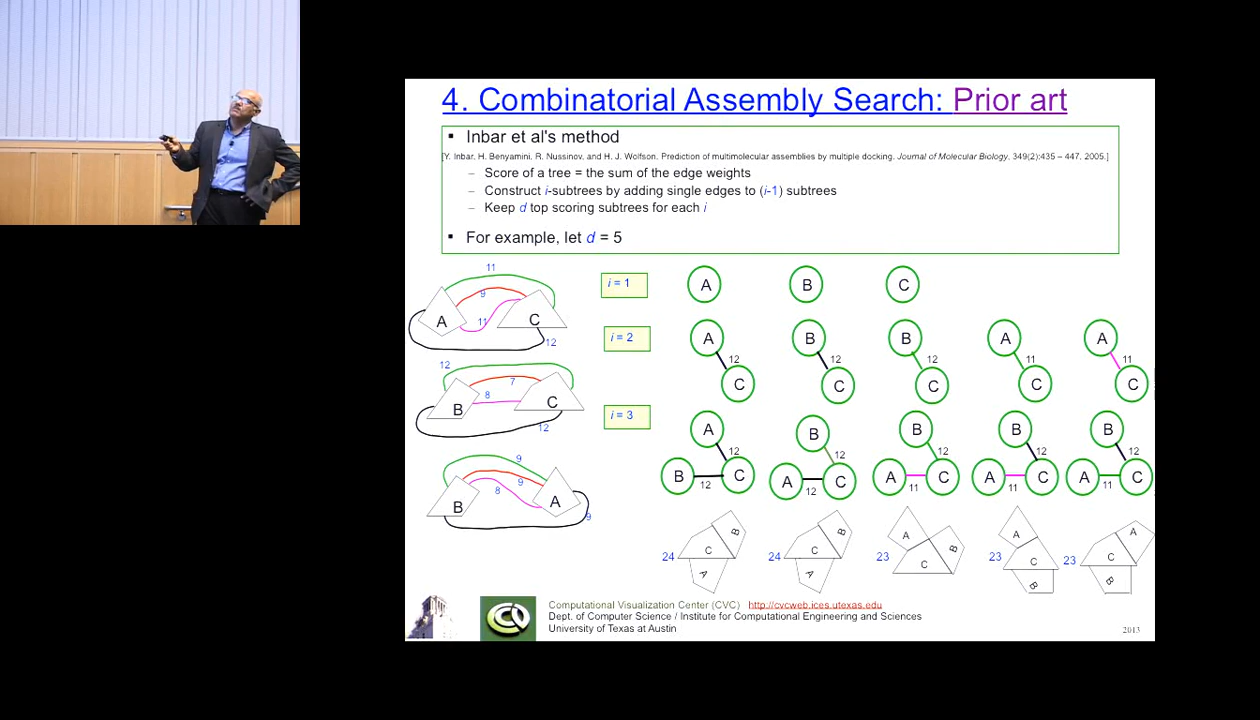 4. Combinatorial Assembly Search: Prior art
▪ Inbar et al's method
[Y. Inbar, H. Benyamini, R. Nussinov, and H. J. Wolfson. Prediction of multimolecular assemblies by multiple docking. Journal of Molecular Biology, 349(2):435 – 447, 2005.]
– Score of a tree = the sum of the edge weights
– Construct i-subtrees by adding single edges to (i-1) subtrees
– Keep d top scoring subtrees for each i
▪ For example, let d = 5
11
9
A
11
C
12
12
7
8
B
C
12
9
9
8
B
A
9
i = 1
A B C
i = 2
A B B A A
12 12 12 11 11
C C C C C
i = 3
A B B B B
12 12 12 12 12
B C A C A C A C A C
12 12 11 11 11
24 C B A
24 C B A
23 A C B
23 A C B
23 C A B
Computational Visualization Center (CVC) http://cvcweb.ices.utexas.edu
Dept. of Computer Science / Institute for Computational Engineering and Sciences
University of Texas at Austin
2013